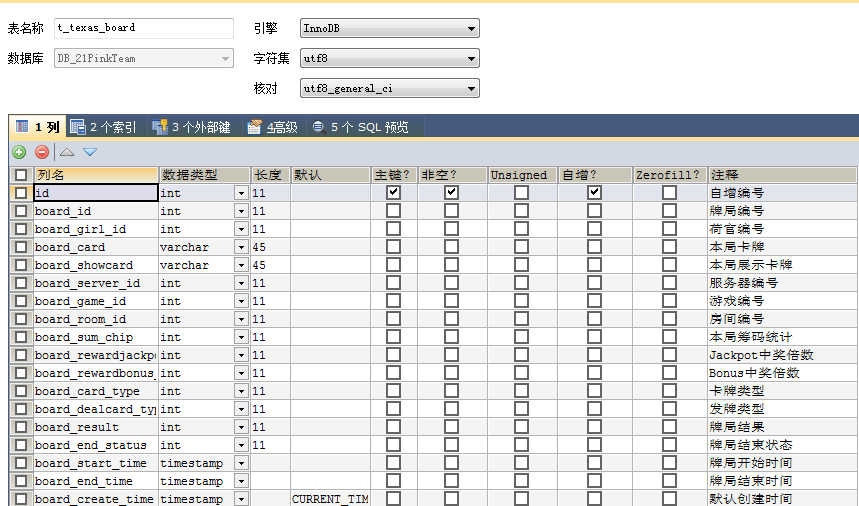 表名称 t_texas_board 引擎 InnoDB
数据库 DB_21PinkTeam 字符集 utf8
核对 utf8_general_ci
1 列 2 个索引 3 个外部键 4高级 5 个 SQL 预览
列名 数据类型 长度 默认 主键? 非空? Unsigned 自增? Zerofill? 注释
id int 11 自增编号
board_id int 11 牌局编号
board_girl_id int 11 荷官编号
board_card varchar 45 本局卡牌
board_showcard varchar 45 本局展示卡牌
board_server_id int 11 服务器编号
board_game_id int 11 游戏编号
board_room_id int 11 房间编号
board_sum_chip int 11 本局筹码统计
board_rewardjackpo int 11 Jackpot中奖倍数
board_rewardbonus_ int 11 Bonus中奖倍数
board_card_type int 11 卡牌类型
board_dealcard_typ int 11 发牌类型
board_result int 11 牌局结果
board_end_status int 11 牌局结束状态
board_start_time timestamp 牌局开始时间
board_end_time timestamp 牌局结束时间
board_create_time timestamp CURRENT_TIM 默认创建时间